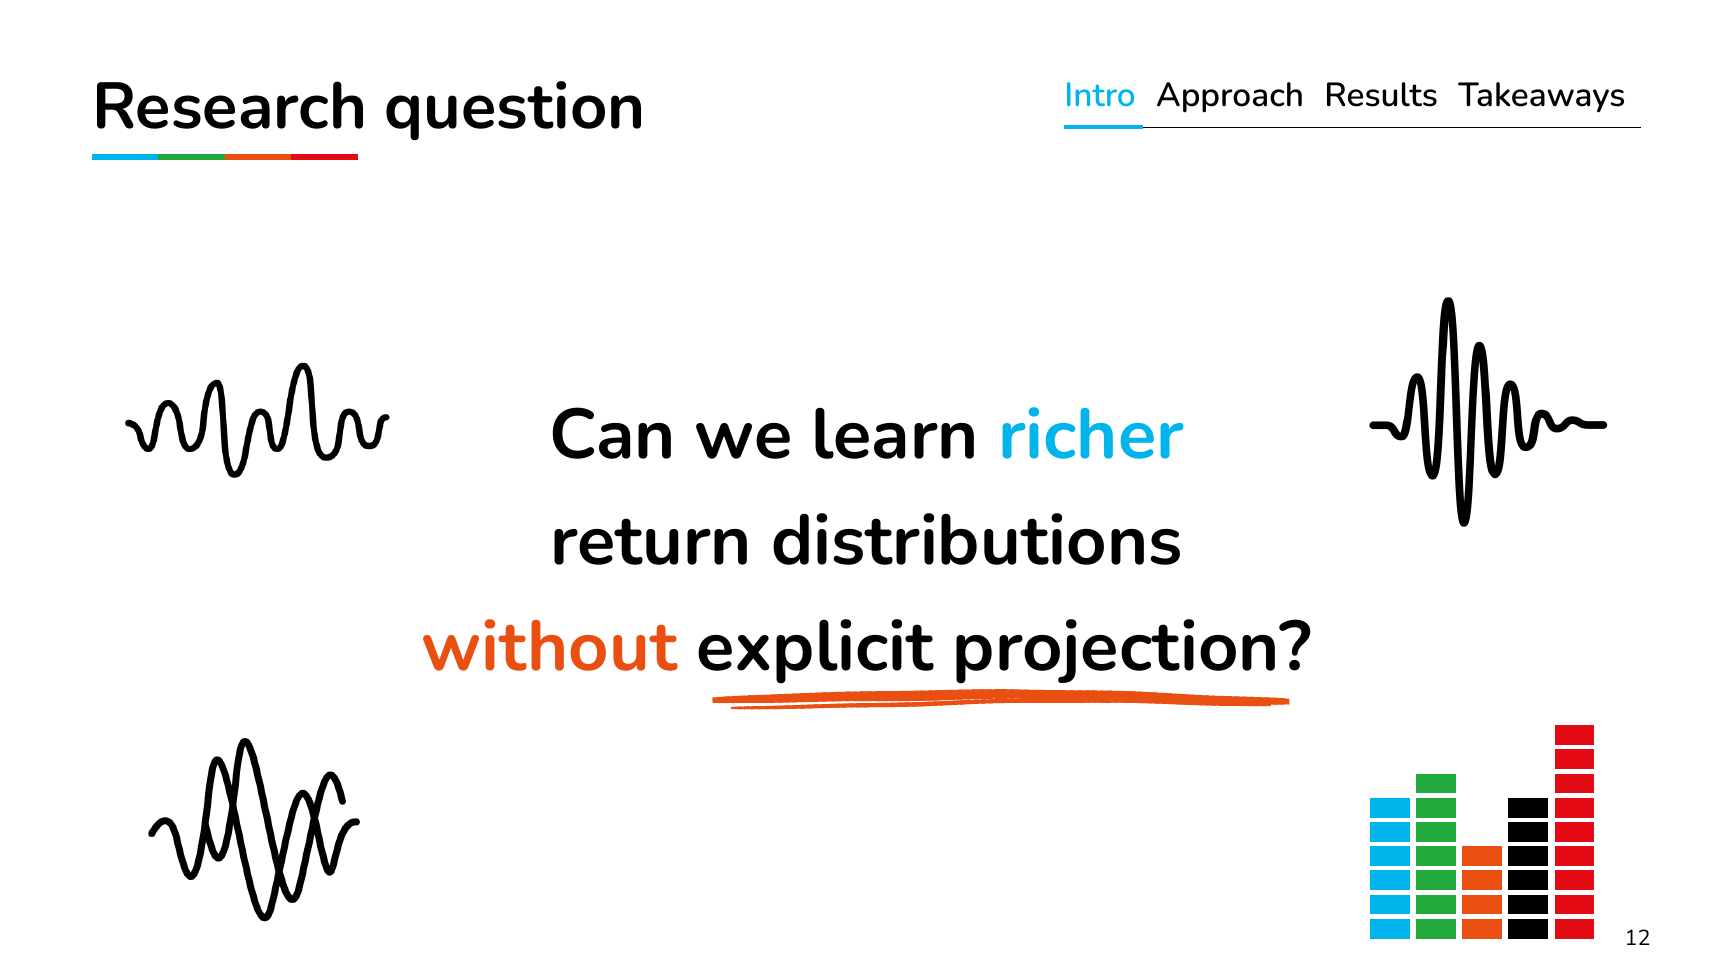 Research question
Intro Approach Results Takeaways
Can we learn richer
return distributions
without explicit projection?
12